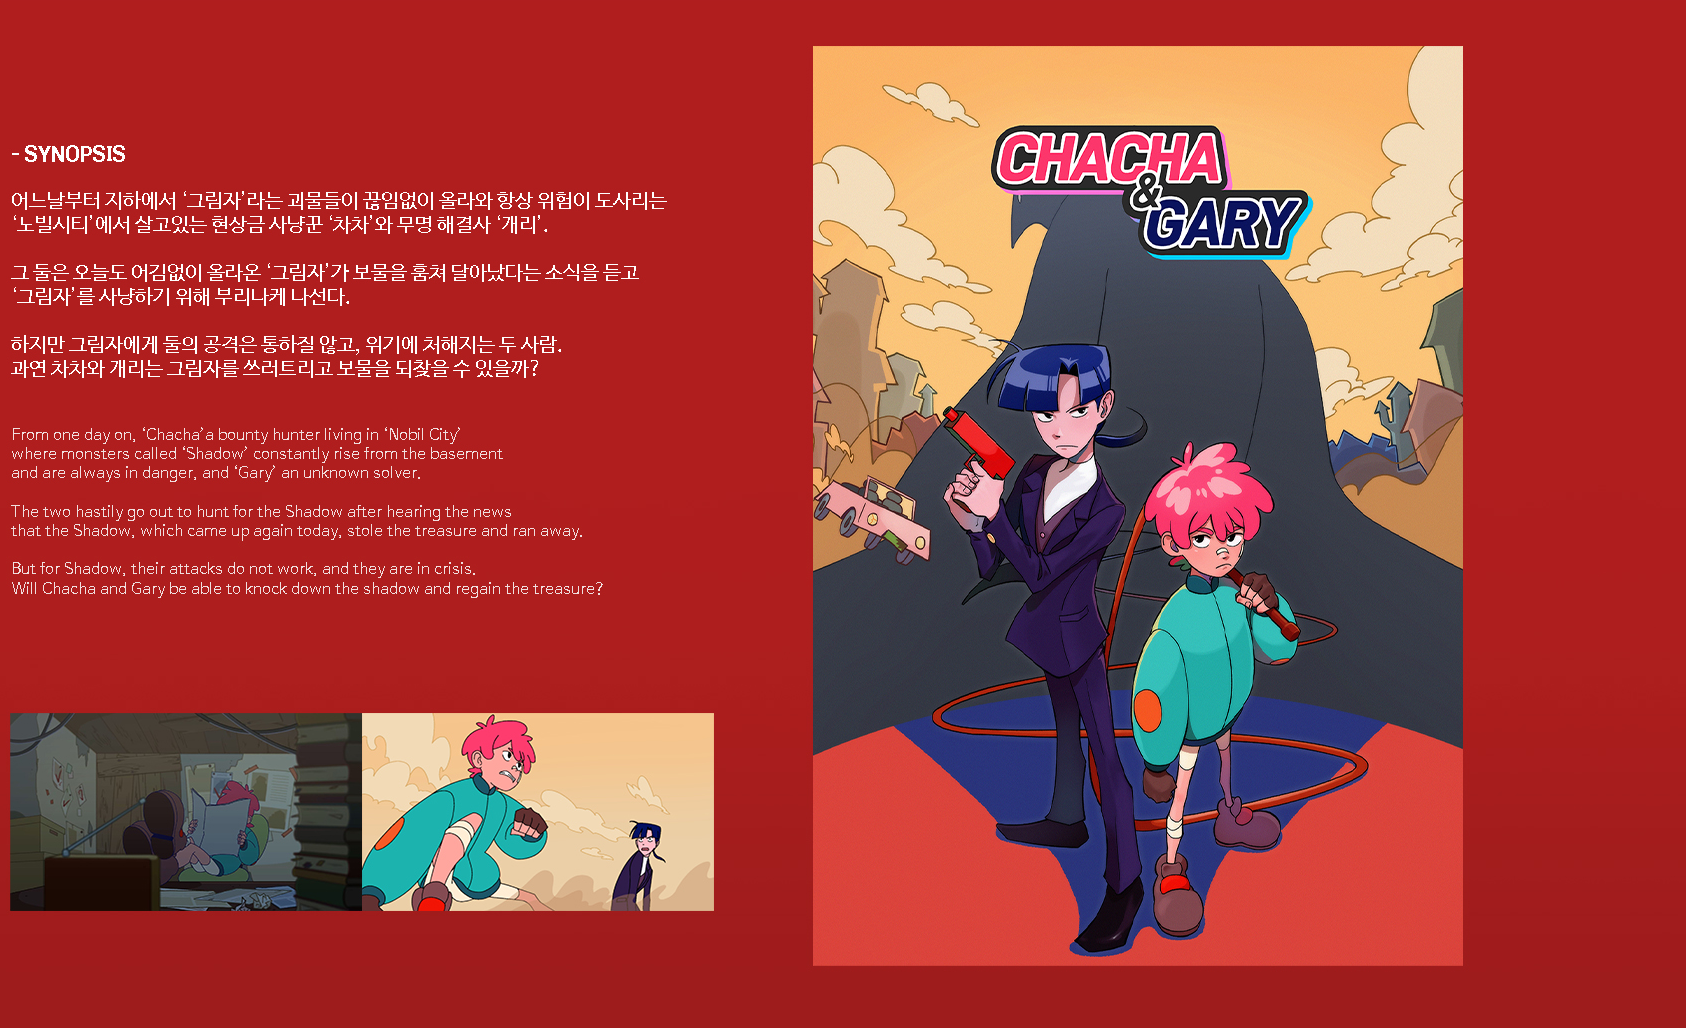 - SYNOPSIS
어느날부터 지하에서 ‘그림자’라는 괴물들이 끊임없이 올라와 항상 위험이 도사리는
‘노빌시티’에서 살고있는 현상금 사냥꾼 ‘차차’와 무명 해결사 ‘개리’.
그 둘은 오늘도 어김없이 올라온 ‘그림자’가 보물을 훔쳐 달아났다는 소식을 듣고
‘그림자’를 사냥하기 위해 부리나케 나선다.
하지만 그림자에게 둘의 공격은 통하질 않고, 위기에 처해지는 두 사람.
과연 차차와 개리는 그림자를 쓰러트리고 보물을 되찾을 수 있을까?
From one day on, ‘Chacha’a bounty hunter living in ‘Nobil City’
where monsters called ‘Shadow’ constantly rise from the basement
and are always in danger, and ‘Gary’ an unknown solver.
The two hastily go out to hunt for the Shadow after hearing the news
that the Shadow, which came up again today, stole the treasure and ran away.
But for Shadow, their attacks do not work, and they are in crisis.
Will Chacha and Gary be able to knock down the shadow and regain the treasure?
CHACHA
&
GARY